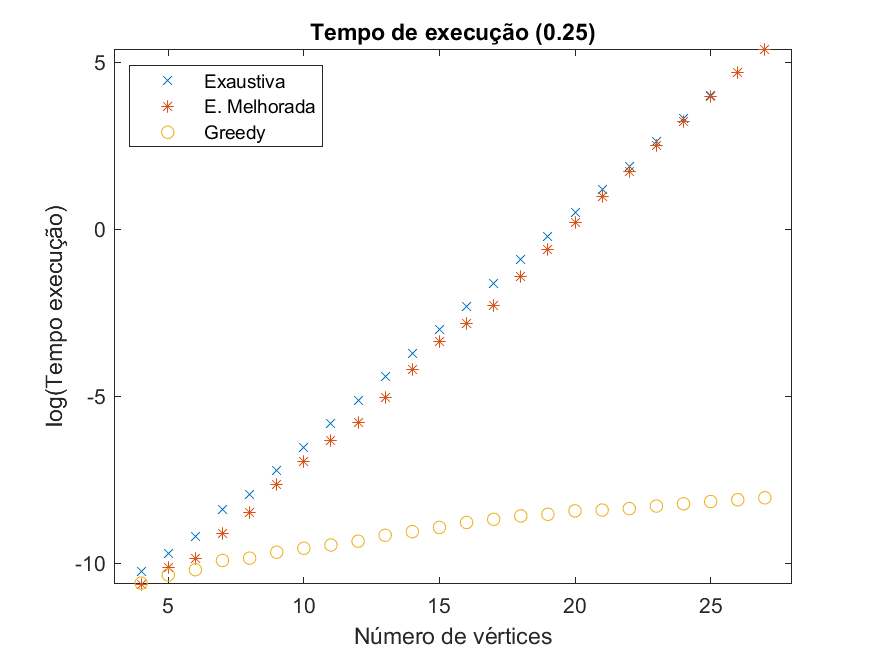 Tempo de execução (0.25)
Exaustiva
E. Melhorada
Greedy
5
0
-5
-10
log(Tempo execução)
5
10
15
20
25
Número de vértices